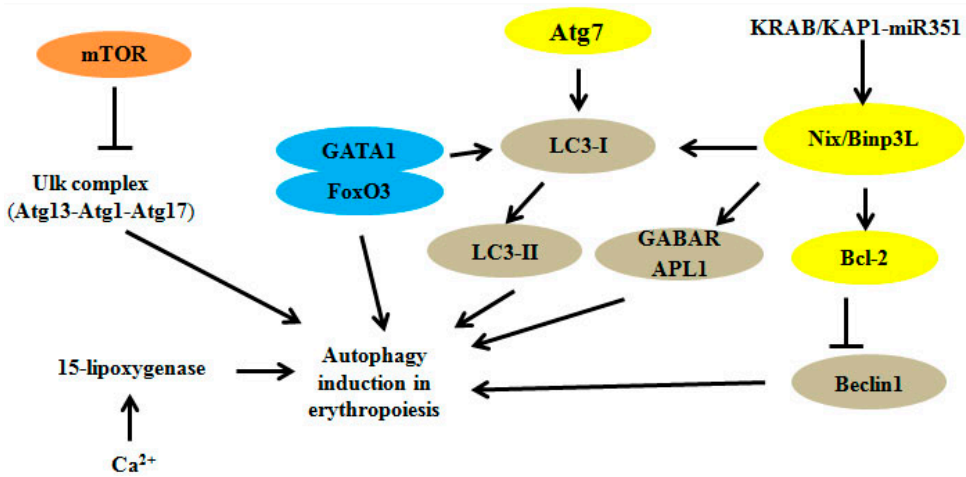 mTOR
Atg7
KRAB/KAP1-miR351
GATA1
FoxO3
LC3-I
Nix/Binp3L
Ulk complex
(Atg13-Atg1-Atg17)
LC3-II
GABAR
APL1
Bcl-2
15-lipoxygenase
Autophagy
induction in
erythropoiesis
Beclin1
Ca²⁺